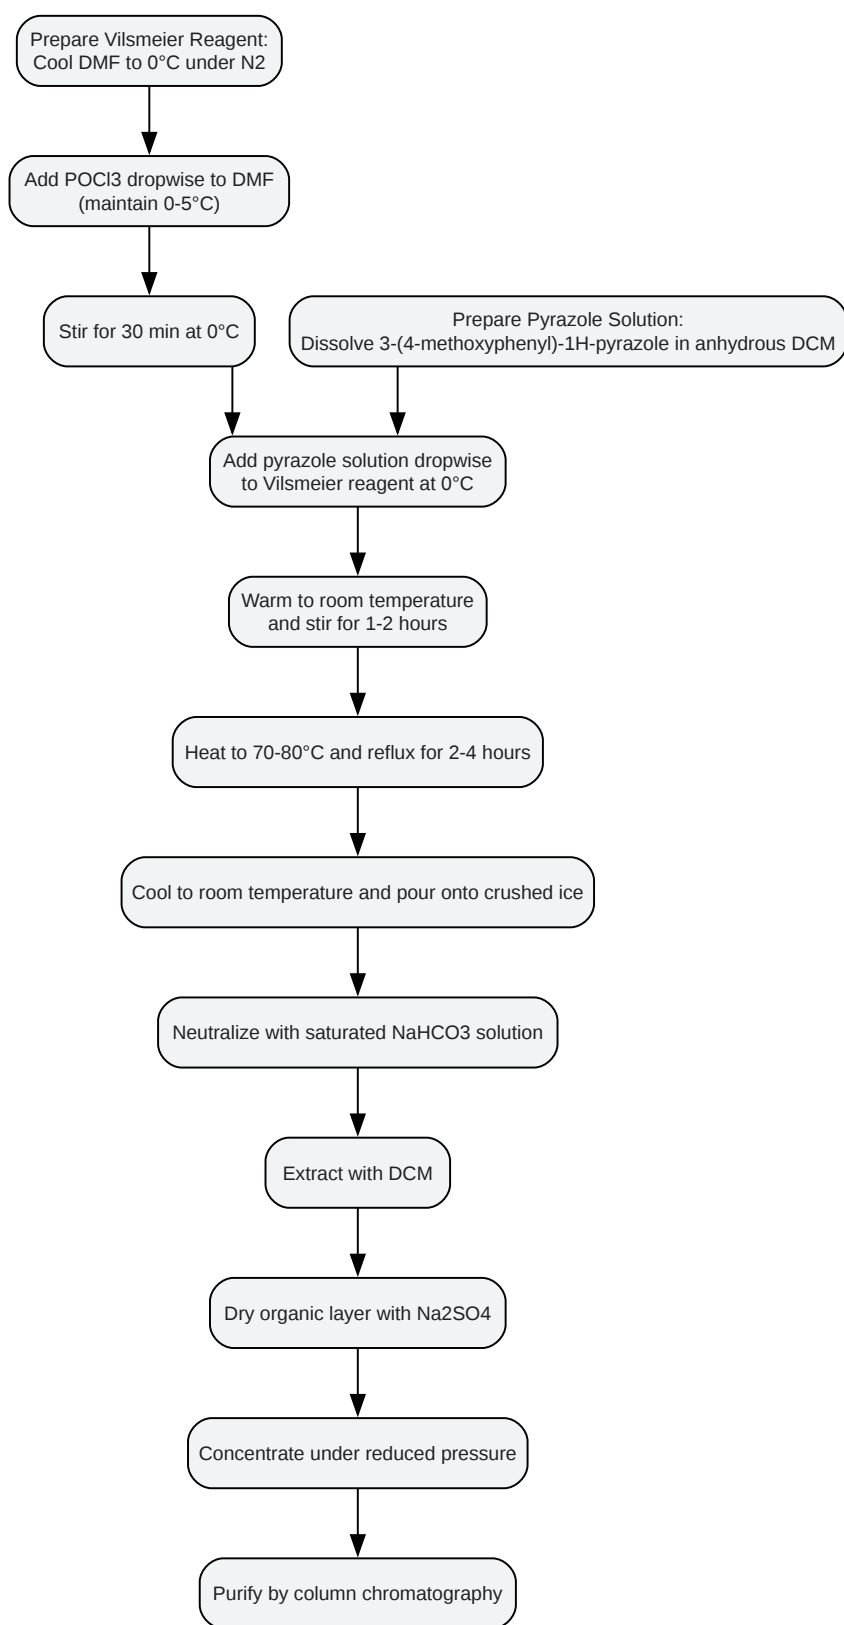 Prepare Vilsmeier Reagent:
Cool DMF to 0°C under N2
Add POCl3 dropwise to DMF
(maintain 0-5°C)
Stir for 30 min at 0°C
Prepare Pyrazole Solution:
Dissolve 3-(4-methoxyphenyl)-1H-pyrazole in anhydrous DCM
Add pyrazole solution dropwise
to Vilsmeier reagent at 0°C
Warm to room temperature
and stir for 1-2 hours
Heat to 70-80°C and reflux for 2-4 hours
Cool to room temperature and pour onto crushed ice
Neutralize with saturated NaHCO3 solution
Extract with DCM
Dry organic layer with Na2SO4
Concentrate under reduced pressure
Purify by column chromatography